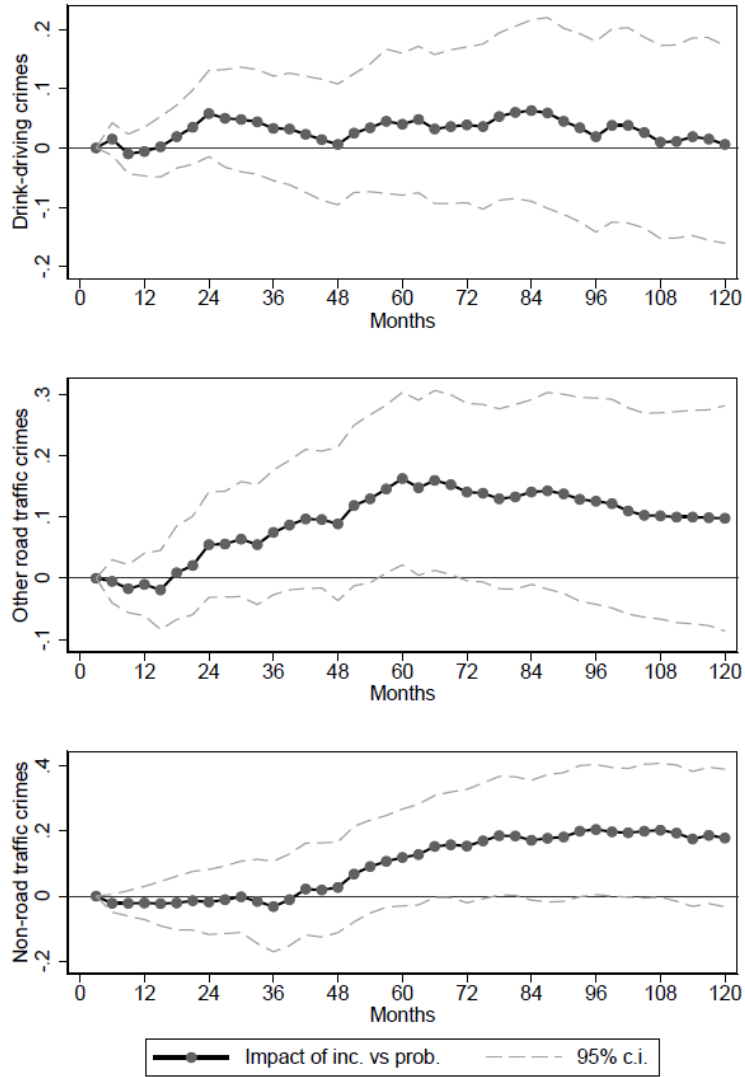 Drink-driving crimes
.2
.1
0
-.1
-.2
0 12 24 36 48 60 72 84 96 108 120
Months
Other road traffic crimes
.3
.2
.1
0
-.1
0 12 24 36 48 60 72 84 96 108 120
Months
Non-road traffic crimes
.4
.2
0
-.2
0 12 24 36 48 60 72 84 96 108 120
Months
Impact of inc. vs prob. 95% c.i.